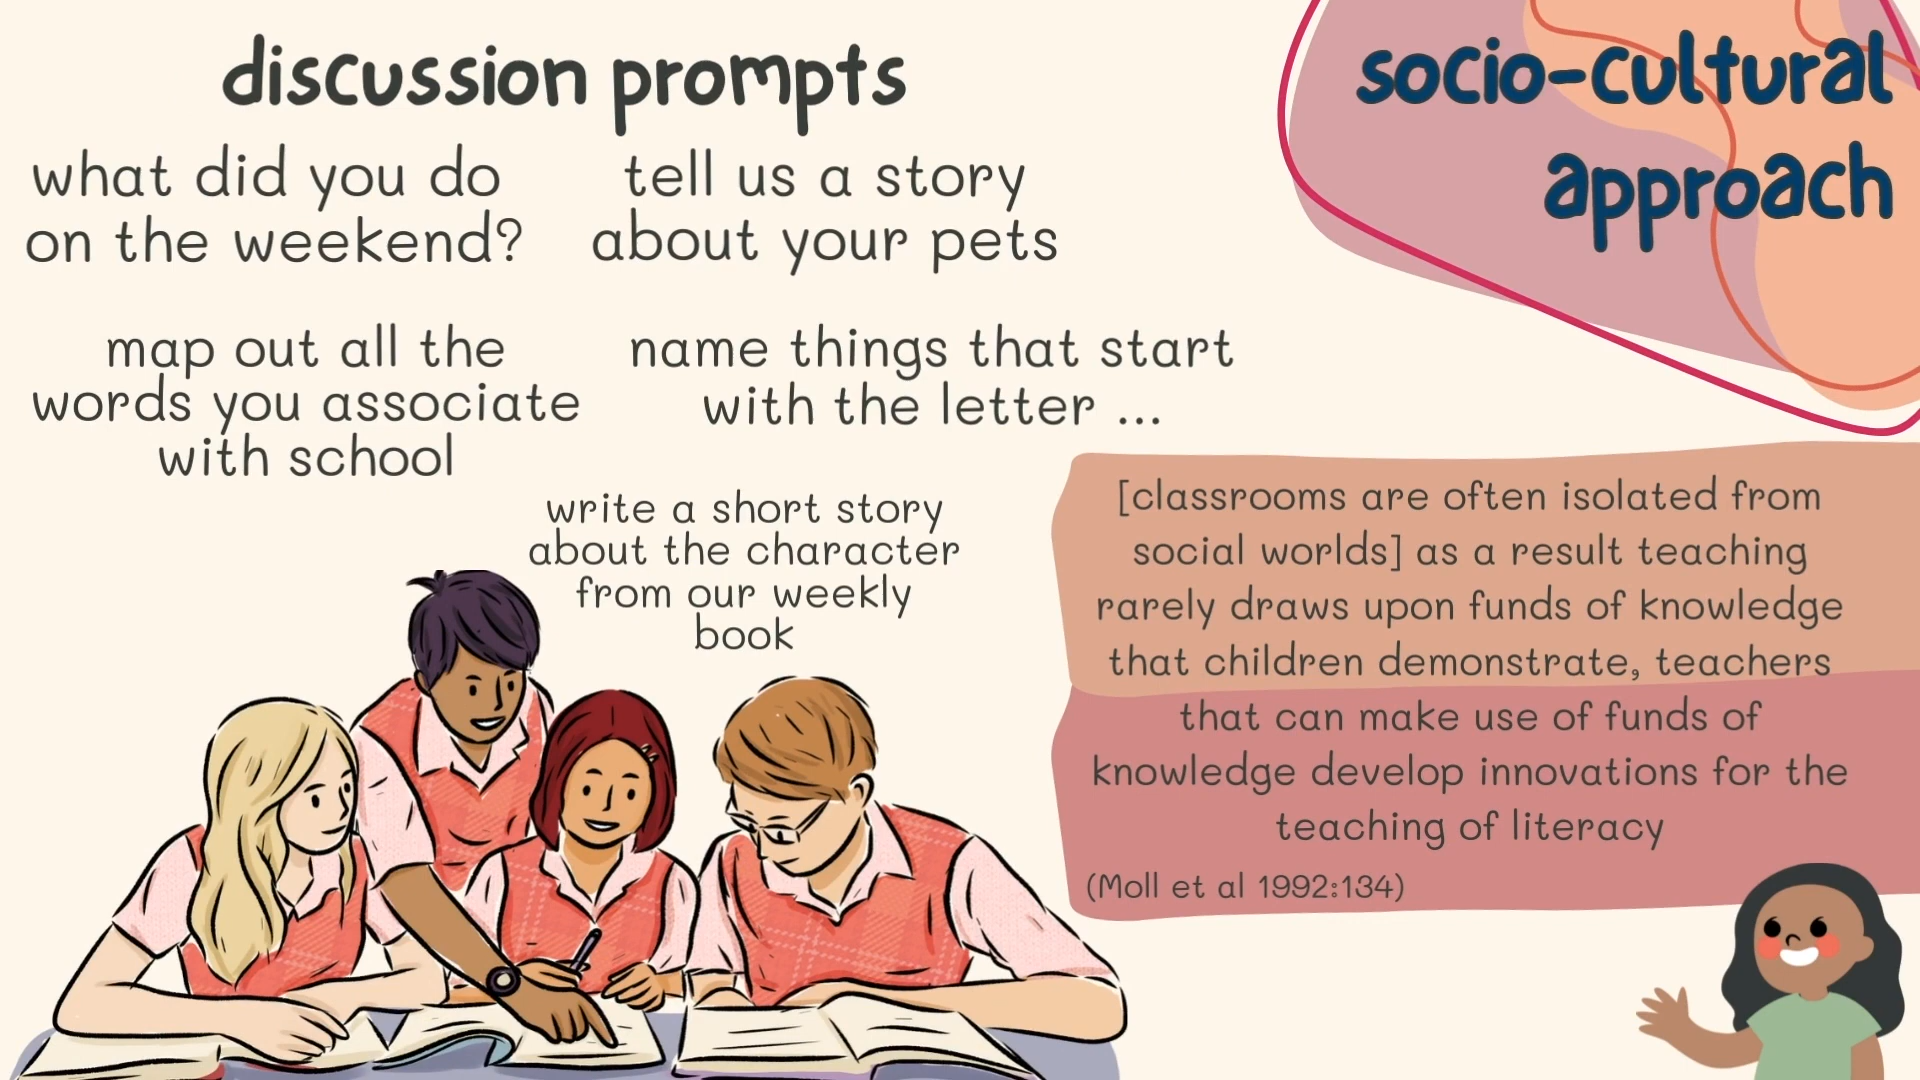 discussion prompts
what did you do
on the weekend?
tell us a story
about your pets
map out all the
words you associate
with school
name things that start
with the letter ...
write a short story
about the character
from our weekly
book
socio-cultural
approach
[classrooms are often isolated from
social worlds] as a result teaching
rarely draws upon funds of knowledge
that children demonstrate, teachers
that can make use of funds of
knowledge develop innovations for the
teaching of literacy
(Moll et al 1992:134)